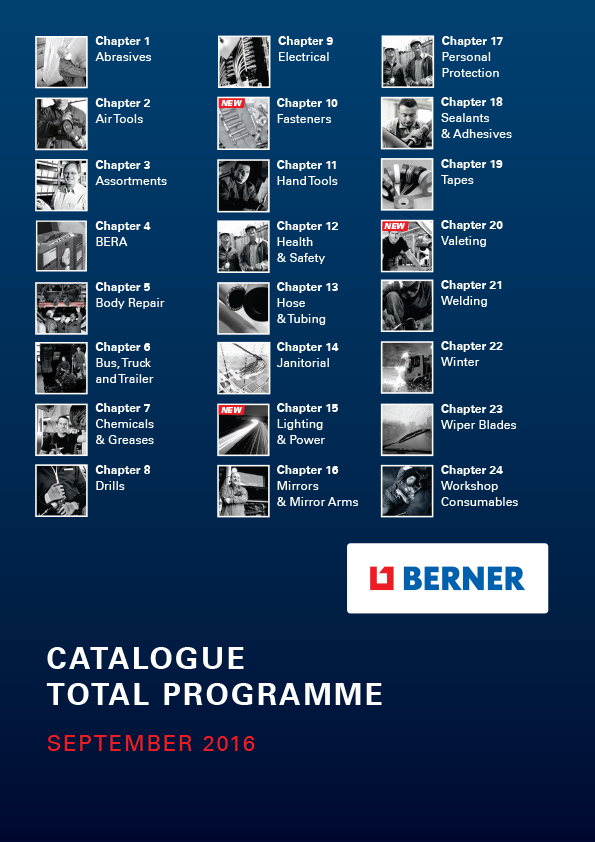 Chapter 1
Abrasives
Chapter 2
Air Tools
Chapter 3
Assortments
Chapter 4
BERA
Chapter 5
Body Repair
Chapter 6
Bus, Truck
and Trailer
Chapter 7
Chemicals
& Greases
Chapter 8
Drills
Chapter 9
Electrical
NEW
Chapter 10
Fasteners
Chapter 11
Hand Tools
Chapter 12
Health
& Safety
Chapter 13
Hose
& Tubing
Chapter 14
Janitorial
NEW
Chapter 15
Lighting
& Power
Chapter 16
Mirrors
& Mirror Arms
Chapter 17
Personal
Protection
Chapter 18
Sealants
& Adhesives
Chapter 19
Tapes
NEW
Chapter 20
Valeting
Chapter 21
Welding
Chapter 22
Winter
Chapter 23
Wiper Blades
Chapter 24
Workshop
Consumables
BERNER
CATALOGUE
TOTAL PROGRAMME
SEPTEMBER 2016